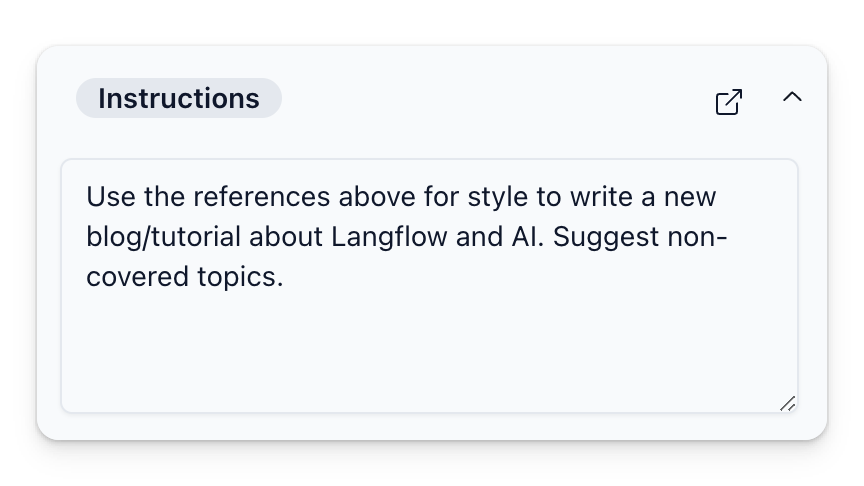 Instructions
Use the references above for style to write a new
blog/tutorial about Langflow and AI. Suggest non-
covered topics.